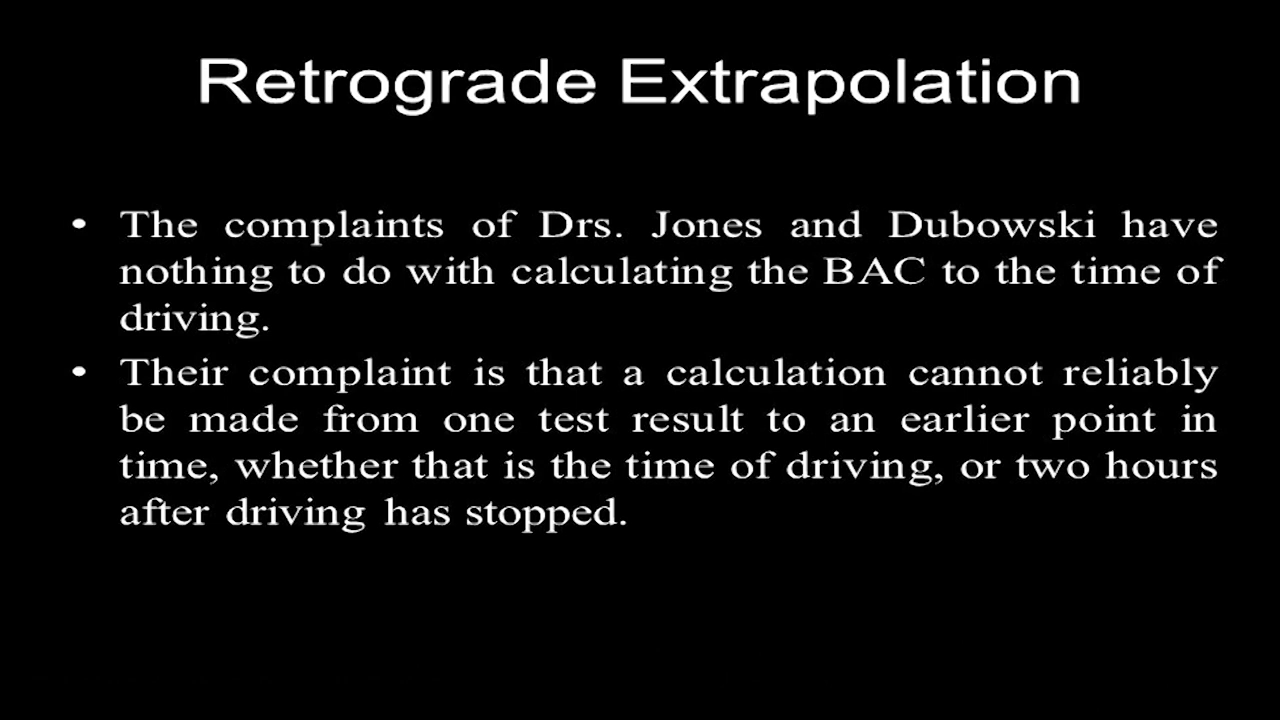 Retrograde Extrapolation
• The complaints of Drs. Jones and Dubowski have
nothing to do with calculating the BAC to the time of
driving.
• Their complaint is that a calculation cannot reliably
be made from one test result to an earlier point in
time, whether that is the time of driving, or two hours
after driving has stopped.